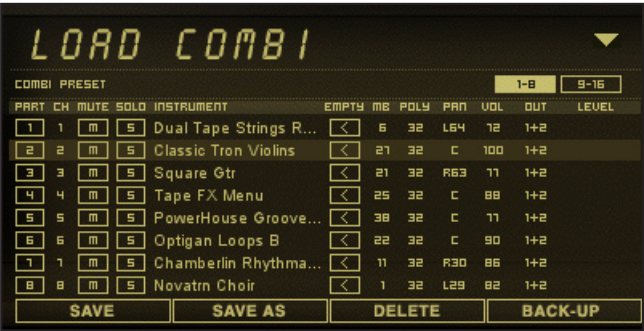 LOAD COMBI
COMBI PRESET 1-8 9-16
PART CH MUTE SOLO INSTRUMENT EMPTY MB POLY PAN VOL OUT LEVEL
1 1 M S Dual Tape Strings R... < 6 32 L64 72 1+2
2 2 M S Classic Tron Violins < 27 32 C 100 1+2
3 3 M S Square Gtr < 21 32 R63 77 1+2
4 4 M S Tape FX Menu < 25 32 C 88 1+2
5 5 M S PowerHouse Groove... < 38 32 C 77 1+2
6 6 M S Optigan Loops B < 22 32 C 90 1+2
7 7 M S Chamberlin Rhythma... < 11 32 R30 86 1+2
8 8 M S Novatrn Choir < 1 32 L29 82 1+2
SAVE SAVE AS DELETE BACK-UP